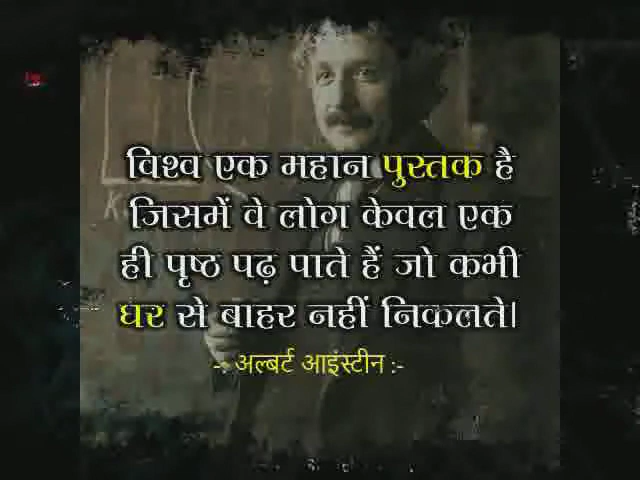 विश्व एक महान पुस्तक है
जिसमें वे लोग केवल एक
ही पृष्ठ पढ़ पाते हैं जो कभी
घर से बाहर नहीं निकलते।
-: अल्बर्ट आइंस्टीन :-